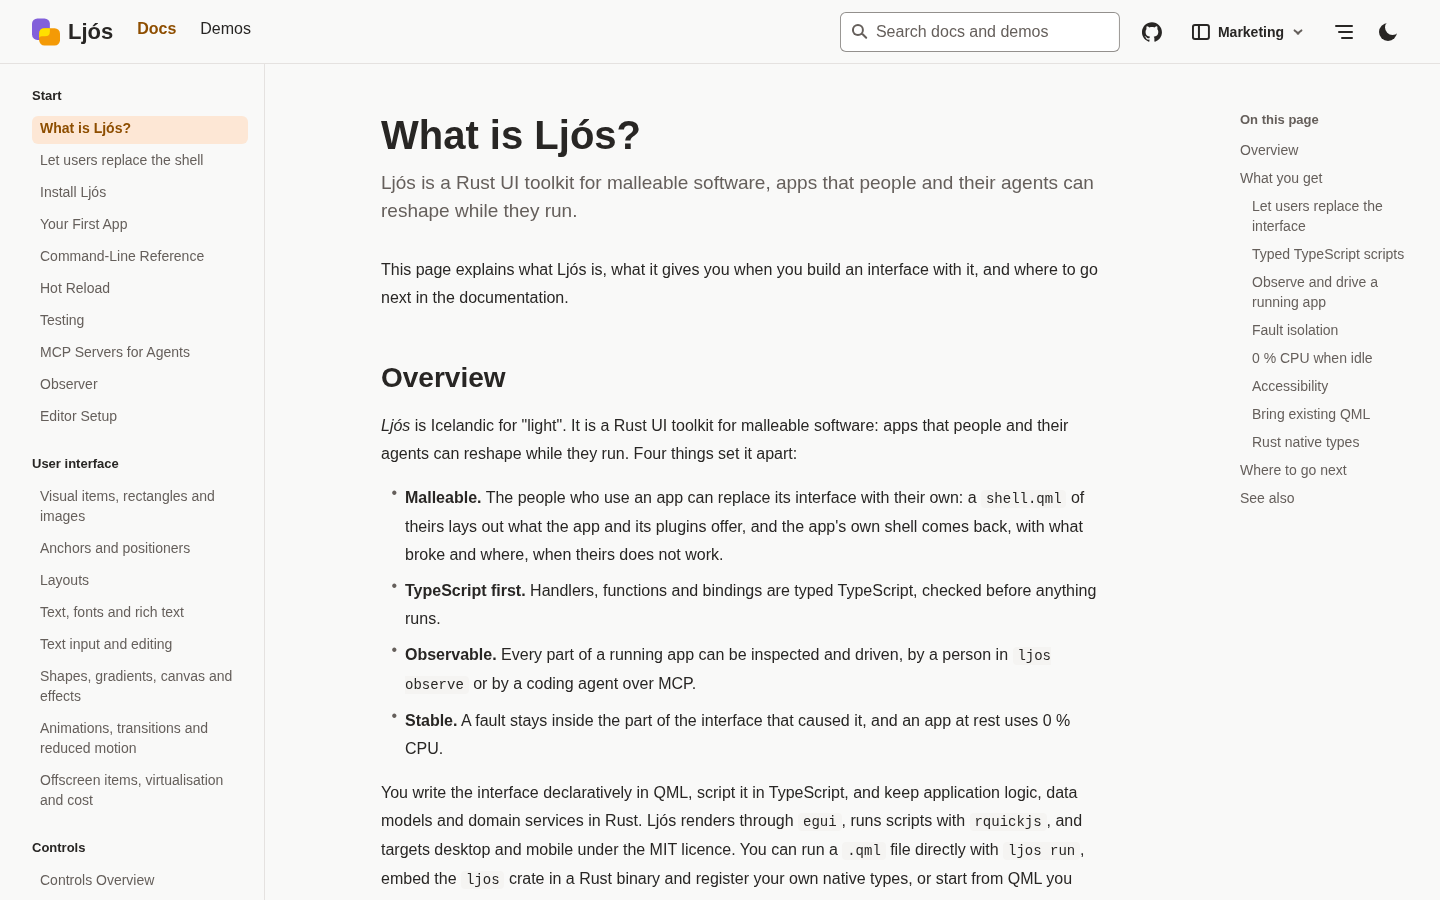 Ljós
Docs
Demos
Search docs and demos
Marketing
Start
What is Ljós?
Let users replace the shell
Install Ljós
Your First App
Command-Line Reference
Hot Reload
Testing
MCP Servers for Agents
Observer
Editor Setup
User interface
Visual items, rectangles and
images
Anchors and positioners
Layouts
Text, fonts and rich text
Text input and editing
Shapes, gradients, canvas and
effects
Animations, transitions and
reduced motion
Offscreen items, virtualisation
and cost
Controls
Controls Overview
What is Ljós?
Ljós is a Rust UI toolkit for malleable software, apps that people and their agents can
reshape while they run.
This page explains what Ljós is, what it gives you when you build an interface with it, and where to go
next in the documentation.
Overview
Ljós is Icelandic for "light". It is a Rust UI toolkit for malleable software: apps that people and their
agents can reshape while they run. Four things set it apart:
• Malleable. The people who use an app can replace its interface with their own: a shell.qml of
theirs lays out what the app and its plugins offer, and the app's own shell comes back, with what
broke and where, when theirs does not work.
• TypeScript first. Handlers, functions and bindings are typed TypeScript, checked before anything
runs.
• Observable. Every part of a running app can be inspected and driven, by a person in ljos
observe or by a coding agent over MCP.
• Stable. A fault stays inside the part of the interface that caused it, and an app at rest uses 0 %
CPU.
You write the interface declaratively in QML, script it in TypeScript, and keep application logic, data
models and domain services in Rust. Ljós renders through egui, runs scripts with rquickjs, and
targets desktop and mobile under the MIT licence. You can run a .qml file directly with ljos run,
embed the ljos crate in a Rust binary and register your own native types, or start from QML you
On this page
Overview
What you get
Let users replace the
interface
Typed TypeScript scripts
Observe and drive a
running app
Fault isolation
0 % CPU when idle
Accessibility
Bring existing QML
Rust native types
Where to go next
See also